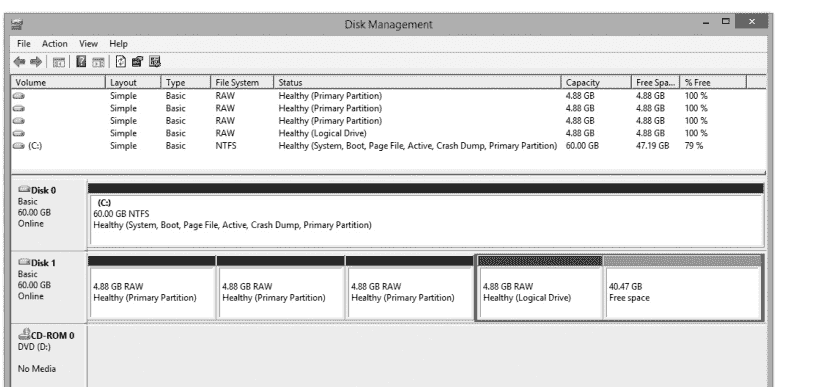 Disk Management
File Action View Help
Volume Layout Type File System Status Capacity Free Spa... % Free
Simple Basic RAW Healthy (Primary Partition) 4.88 GB 4.88 GB 100 %
Simple Basic RAW Healthy (Primary Partition) 4.88 GB 4.88 GB 100 %
Simple Basic RAW Healthy (Primary Partition) 4.88 GB 4.88 GB 100 %
Simple Basic RAW Healthy (Logical Drive) 4.88 GB 4.88 GB 100 %
(C:) Simple Basic NTFS Healthy (System, Boot, Page File, Active, Crash Dump, Primary Partition) 60.00 GB 47.19 GB 79 %
Disk 0
Basic
60.00 GB
Online
(C:)
60.00 GB NTFS
Healthy (System, Boot, Page File, Active, Crash Dump, Primary Partition)
Disk 1
Basic
60.00 GB
Online
4.88 GB RAW
Healthy (Primary Partition)
4.88 GB RAW
Healthy (Primary Partition)
4.88 GB RAW
Healthy (Primary Partition)
4.88 GB RAW
Healthy (Logical Drive)
40.47 GB
Free space
CD-ROM 0
DVD (D:)
No Media